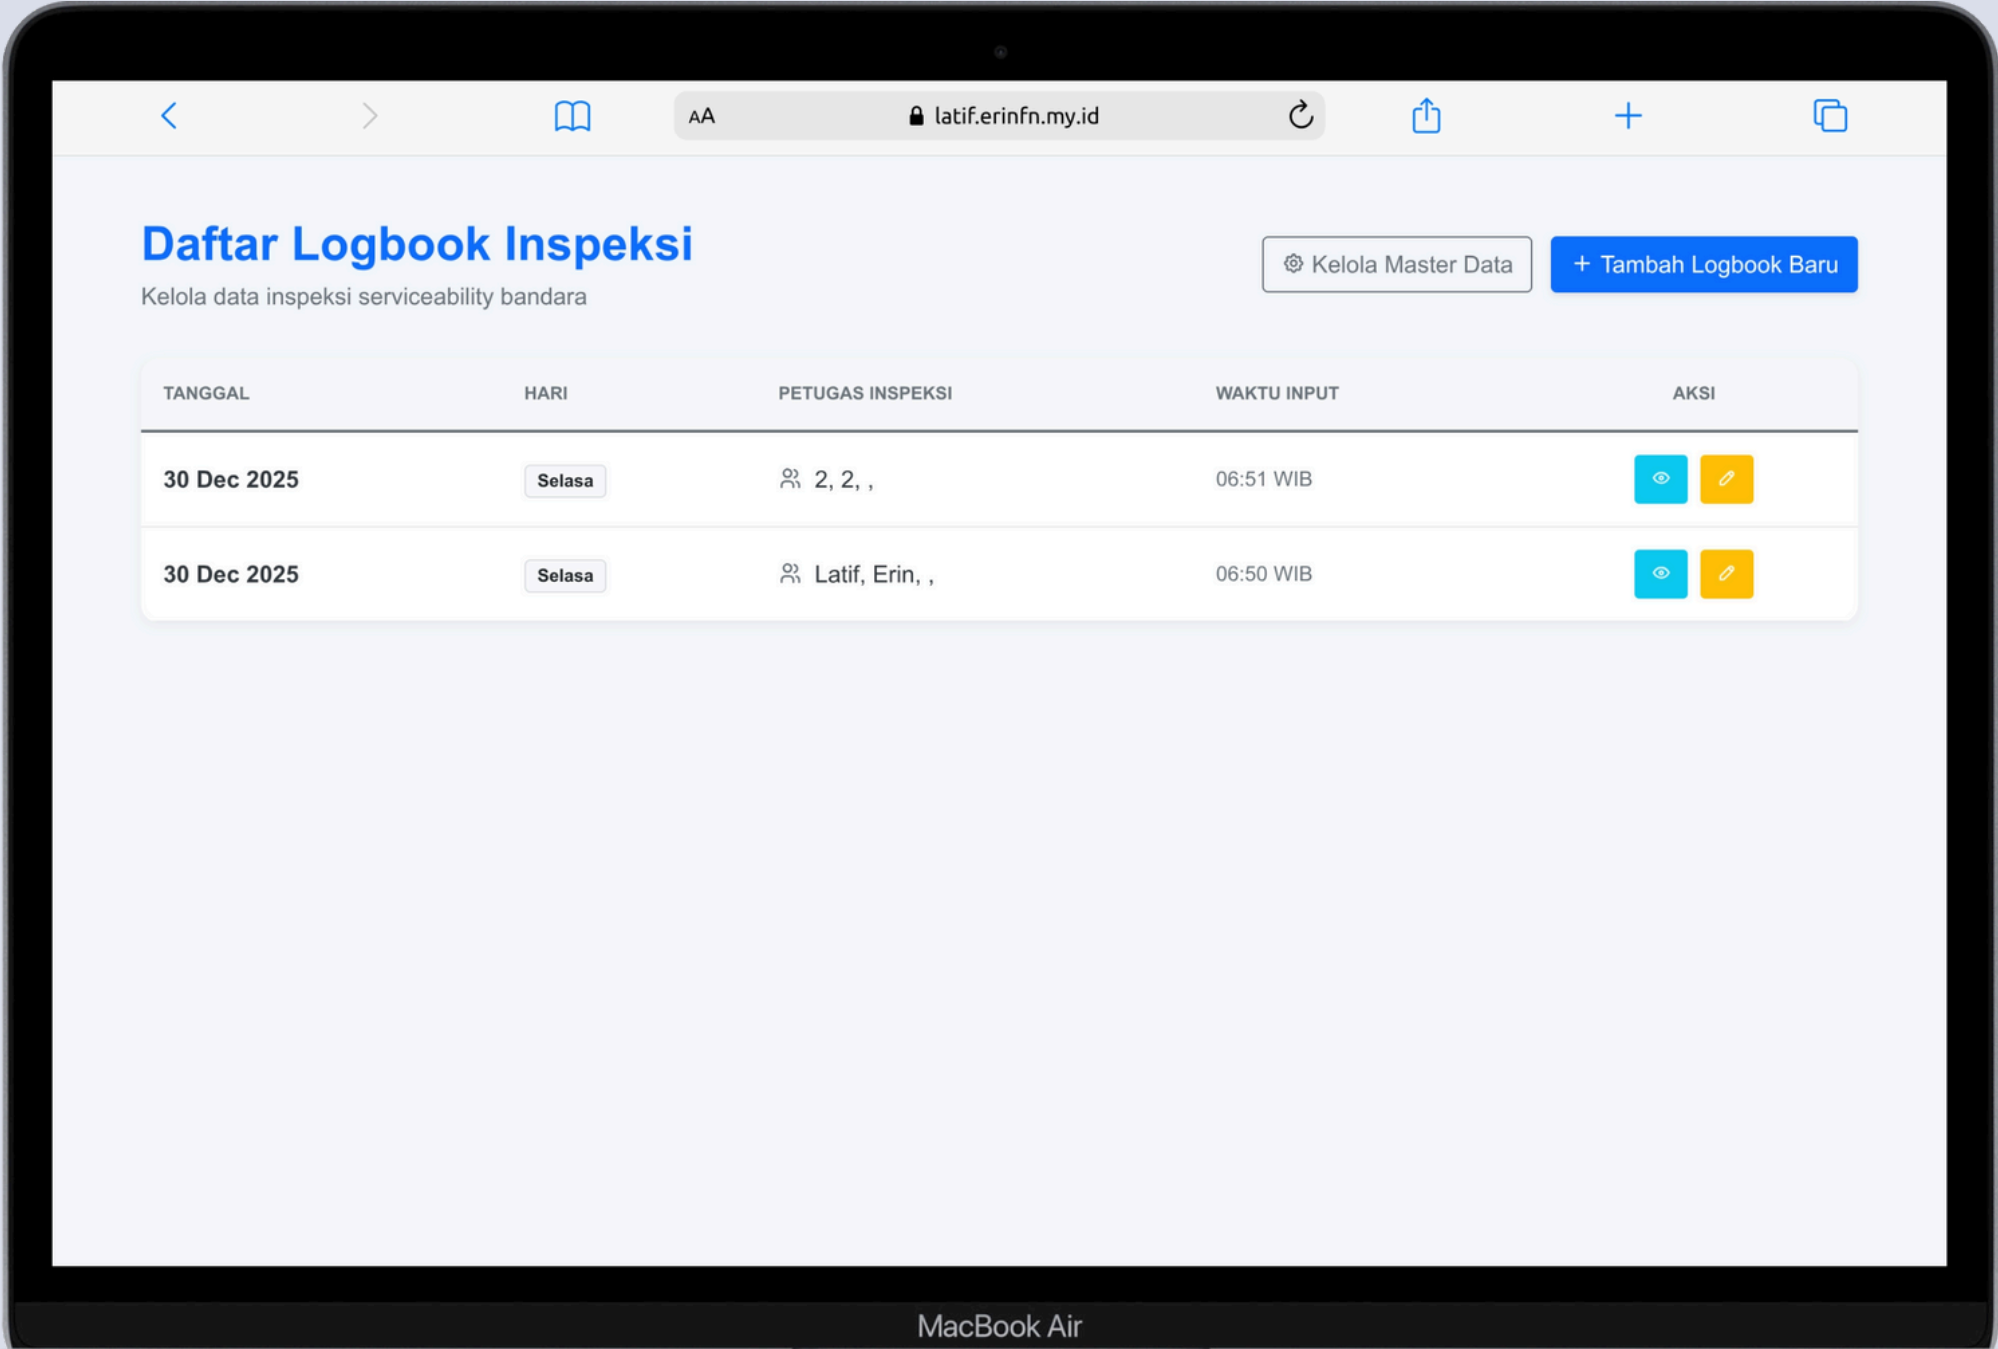 AA latif.erinfn.my.id
Daftar Logbook Inspeksi
Kelola data inspeksi serviceability bandara
Kelola Master Data
+ Tambah Logbook Baru
TANGGAL HARI PETUGAS INSPEKSI WAKTU INPUT AKSI
30 Dec 2025 Selasa 2, 2, , 06:51 WIB
30 Dec 2025 Selasa Latif, Erin, , 06:50 WIB
MacBook Air